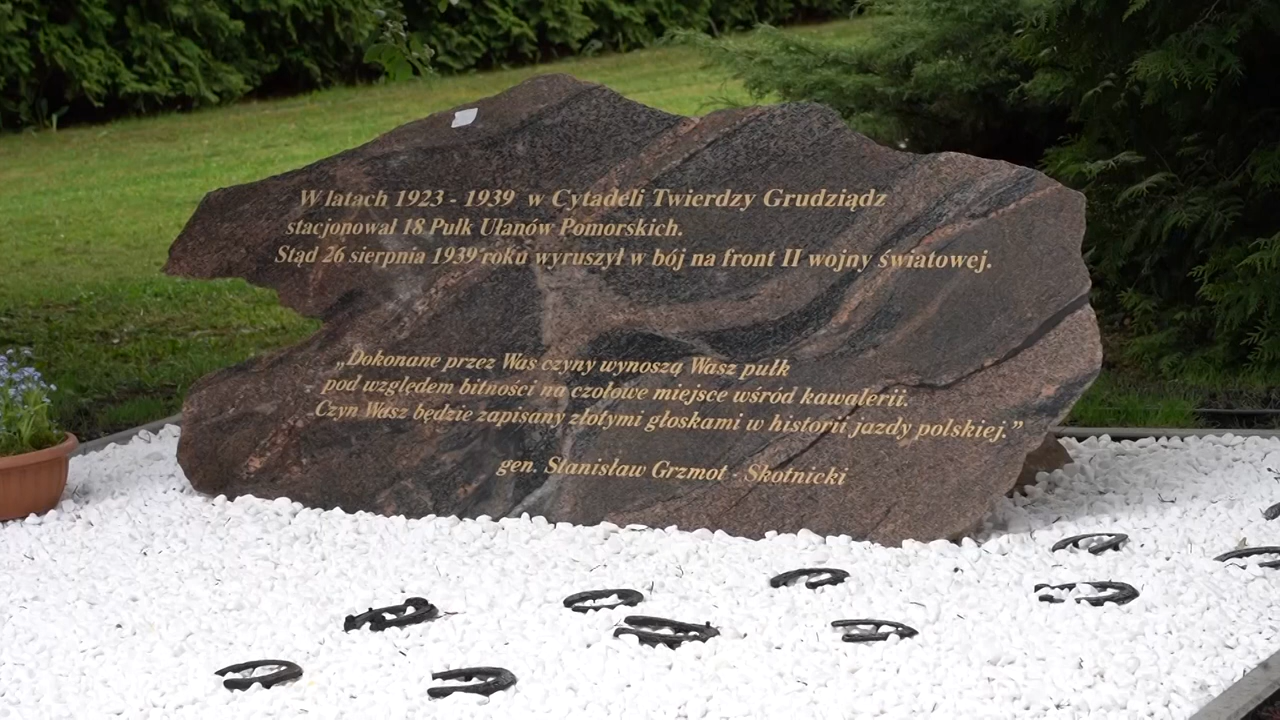 W latach 1923 - 1939 w Cytadeli Twierdzy Grudziądz
stacjonował 18 Pułk Ułanów Pomorskich.
Stąd 26 sierpnia 1939 roku wyruszył w bój na front II wojny światowej.
„Dokonane przez Was czyny wynoszą Wasz pułk
pod względem bitności na czołowe miejsce wśród kawalerii.
Czyn Wasz będzie zapisany złotymi głoskami w historii jazdy polskiej.”
gen. Stanisław Grzmot - Skotnicki